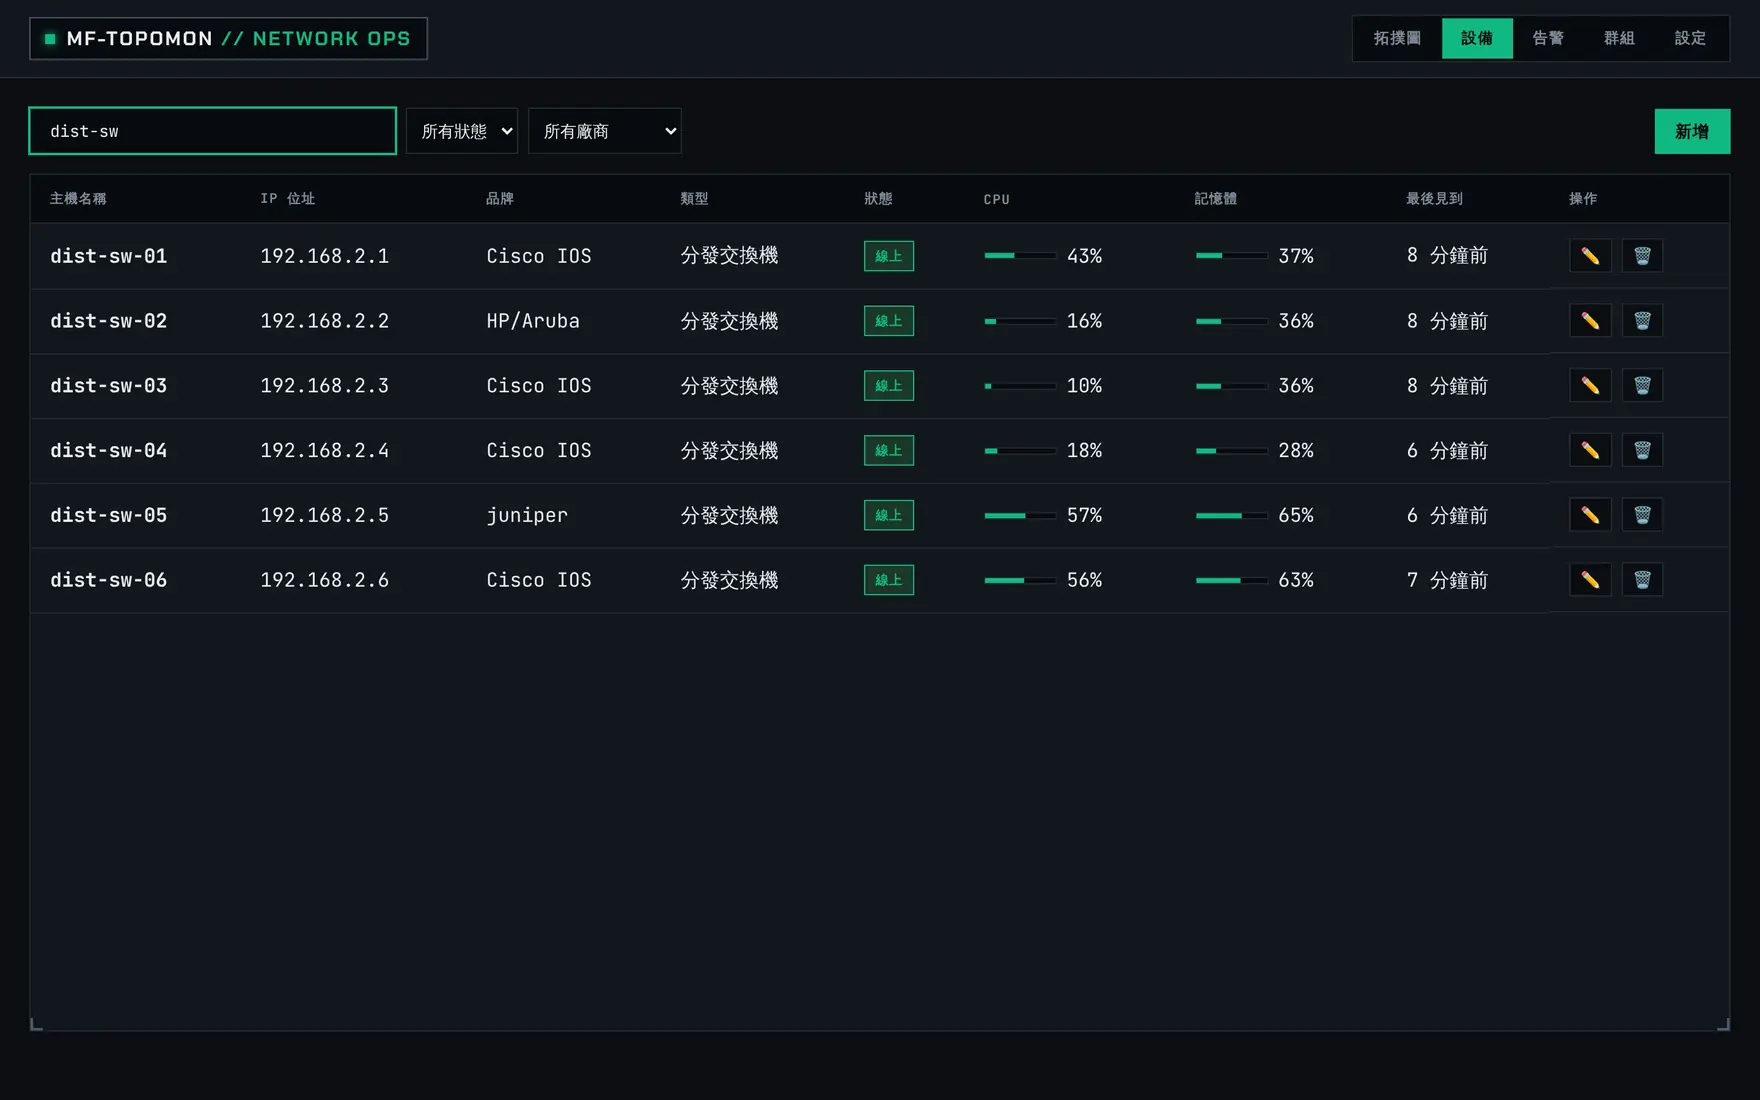 MF-TOPOMON // NETWORK OPS
拓撲圖 設備 告警 群組 設定
dist-sw 所有狀態 所有廠商 新增
主機名稱 IP 位址 品牌 類型 狀態 CPU 記憶體 最後見到 操作
dist-sw-01 192.168.2.1 Cisco IOS 分發交換機 線上 43% 37% 8 分鐘前
dist-sw-02 192.168.2.2 HP/Aruba 分發交換機 線上 16% 36% 8 分鐘前
dist-sw-03 192.168.2.3 Cisco IOS 分發交換機 線上 10% 36% 8 分鐘前
dist-sw-04 192.168.2.4 Cisco IOS 分發交換機 線上 18% 28% 6 分鐘前
dist-sw-05 192.168.2.5 juniper 分發交換機 線上 57% 65% 6 分鐘前
dist-sw-06 192.168.2.6 Cisco IOS 分發交換機 線上 56% 63% 7 分鐘前